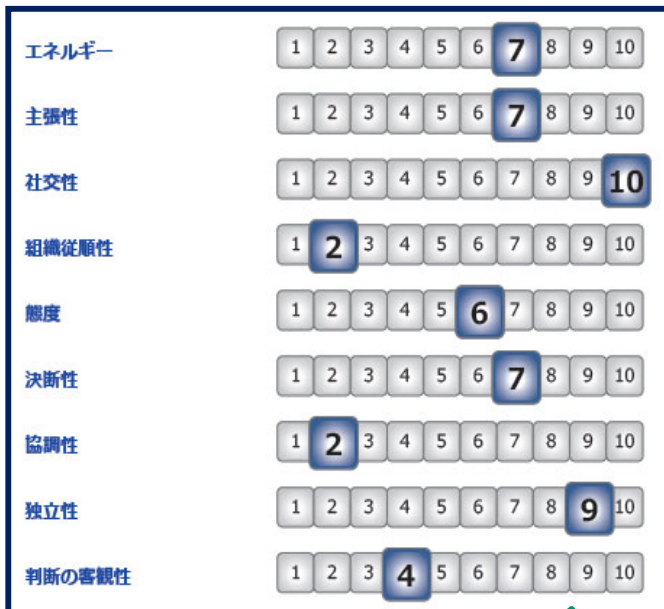 エネルギー 1 2 3 4 5 6 7 8 9 10
主張性 1 2 3 4 5 6 7 8 9 10
社交性 1 2 3 4 5 6 7 8 9 10
組織従順性 1 2 3 4 5 6 7 8 9 10
態度 1 2 3 4 5 6 7 8 9 10
決断性 1 2 3 4 5 6 7 8 9 10
協調性 1 2 3 4 5 6 7 8 9 10
独立性 1 2 3 4 5 6 7 8 9 10
判断の客観性 1 2 3 4 5 6 7 8 9 10